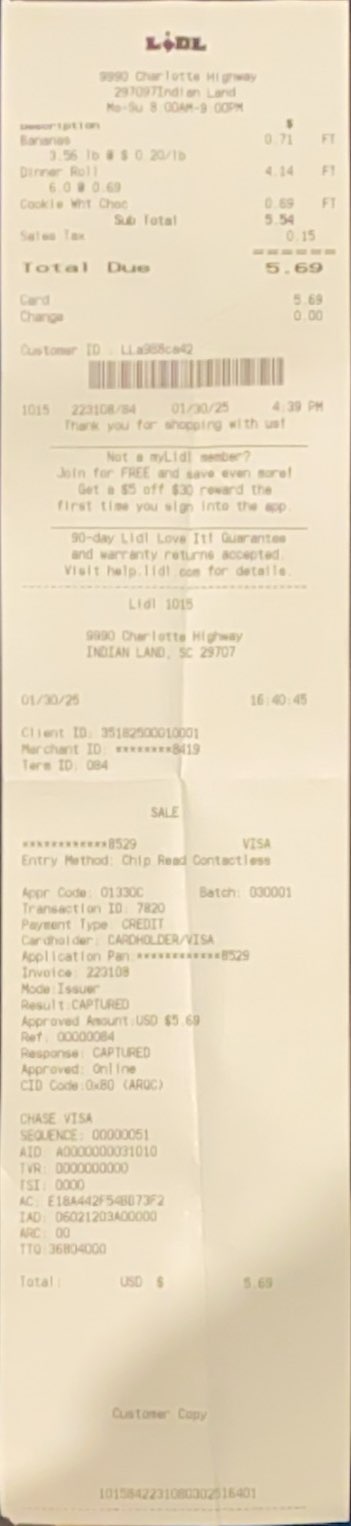 LIDL
9990 Charlotte Highway
297097Indian Land
Mo-Su 8:00AM-9:00PM
Description $
Bananas 0.71 FT
3.56 lb @ $ 0.20/lb
Dinner Roll 4.14 FT
6.0 @ 0.69
Cookie Wht Choc 0.69 FT
Sub Total 5.54
Sales Tax 0.15
Total Due 5.69
Card 5.69
Change 0.00
Customer ID : LLa988ca42
1015 223108/84 01/30/25 4:39 PM
Thank you for shopping with us!
Not a myLidl member?
Join for FREE and save even more!
Get a $5 off $30 reward the
first time you sign into the app.
90-day Lidl Love It! Guarantee
and warranty returns accepted.
Visit help.lidl.com for details.
Lidl 1015
9990 Charlotte Highway
INDIAN LAND, SC 29707
01/30/25 16:40:45
Client ID: 35182500010001
Merchant ID: ********8419
Term ID: 084
SALE
************8529 VISA
Entry Method: Chip Read Contactless
Appr Code: 01330C Batch: 030001
Transaction ID: 7820
Payment Type: CREDIT
Cardholder: CARDHOLDER/VISA
Application Pan:************8529
Invoice: 223108
Mode:Issuer
Result:CAPTURED
Approved Amount:USD $5.69
Ref: 00000084
Response: CAPTURED
Approved: Online
CID Code:0x80 (ARQC)
CHASE VISA
SEQUENCE: 00000051
AID: A0000000031010
TVR: 0000000000
TSI: 0000
AC: E18A442F54BB73F2
IAD: 06021203A00000
ARC: 00
TTQ:36804000
Total: USD $ 5.69
Customer Copy
1015842231080302516401